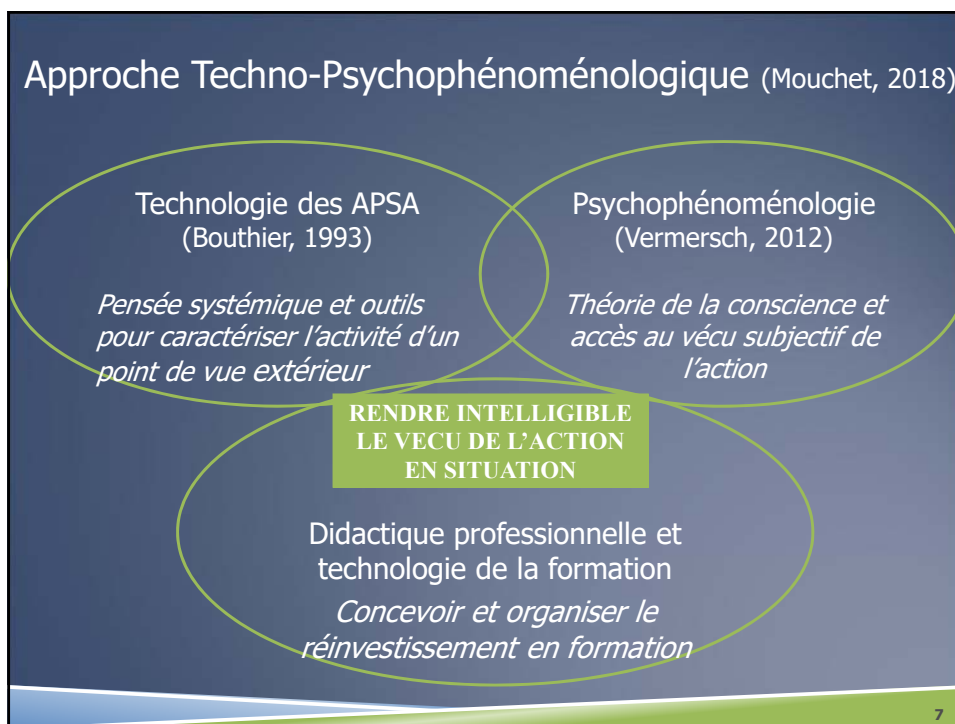 Approche Techno-Psychophénoménologique (Mouchet, 2018)
Technologie des APSA
(Bouthier, 1993)
Pensée systémique et outils
pour caractériser l'activité d'un
point de vue extérieur
Psychophénoménologie
(Vermersch, 2012)
Théorie de la conscience et
accès au vécu subjectif de
l'action
RENDRE INTELLIGIBLE
LE VECU DE L'ACTION
EN SITUATION
Didactique professionnelle et
technologie de la formation
Concevoir et organiser le
réinvestissement en formation
7